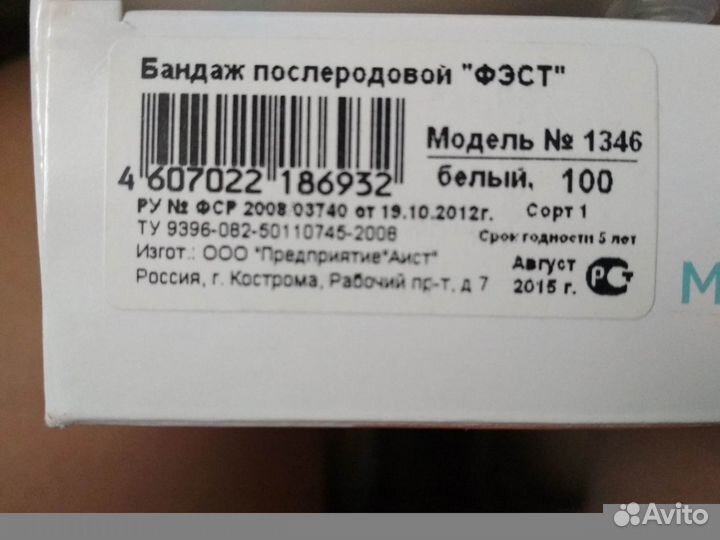 Бандаж послеродовой "ФЭСТ"
Модель № 1346
4 607022 186932
белый, 100
РУ № ФСР 2008/03740 от 19.10.2012г. Сорт 1
ТУ 9396-082-50110745-2008 Срок годности 5 лет
Изгот.: ООО "Предприятие"Аист"
Россия, г. Кострома, Рабочий пр-т, д 7
Август
2015 г.
РСТ
М
Avito